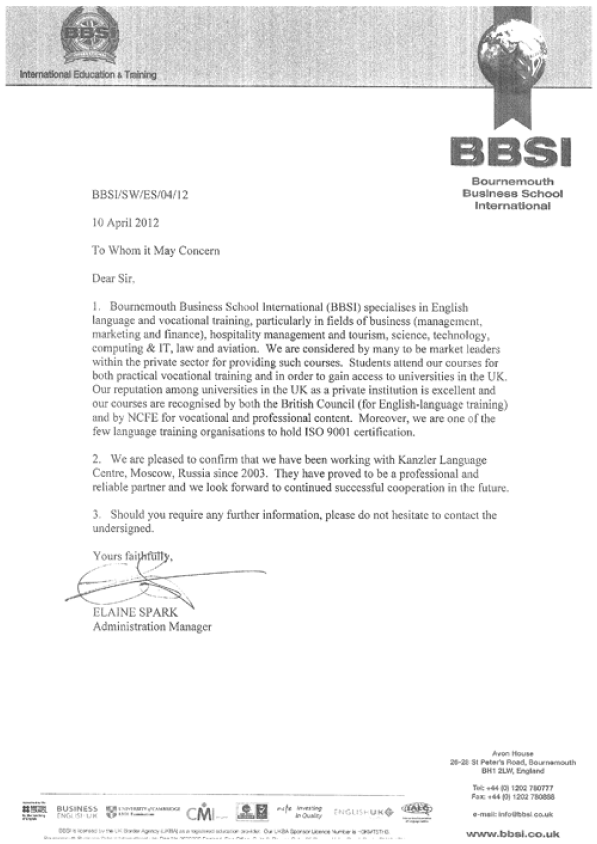 BBSI
International Education & Training
BBSI
Bournemouth
Business School
International
BBSI/SW/ES/04/12
10 April 2012
To Whom it May Concern
Dear Sir.
1. Bournemouth Business School International (BBSI) specialises in English
language and vocational training, particularly in fields of business (management,
marketing and finance), hospitality management and tourism, science, technology,
computing & IT, law and aviation. We are considered by many to be market leaders
within the private sector for providing such courses. Students attend our courses for
both practical vocational training and in order to gain access to universities in the UK.
Our reputation among universities in the UK as a private institution is excellent and
our courses are recognised by both the British Council (for English-language training)
and by NCFE for vocational and professional content. Moreover, we are one of the
few language training organisations to hold ISO 9001 certification.
2. We are pleased to confirm that we have been working with Kanzler Language
Centre, Moscow, Russia since 2003. They have proved to be a professional and
reliable partner and we look forward to continued successful cooperation in the future.
3. Should you require any further information, please do not hesitate to contact the
undersigned.
Yours faithfully,
ELAINE SPARK
Administration Manager
Avon House
26-28 St Peter's Road, Bournemouth
BH1 2LW, England
Tel: +44 (0) 1202 780777
Fax: +44 (0) 1202 780888
e-mail: info@bbsi.co.uk
www.bbsi.co.uk
BUSINESS
ENGLISH UK
UNIVERSITY of CAMBRIDGE
CMI
ncfe investing
in Quality
ENGLISH UK
BBSI is licensed by the UK Border Agency (UKBA) as a registered education provider. Our UKBA Sponsor Licence Number is